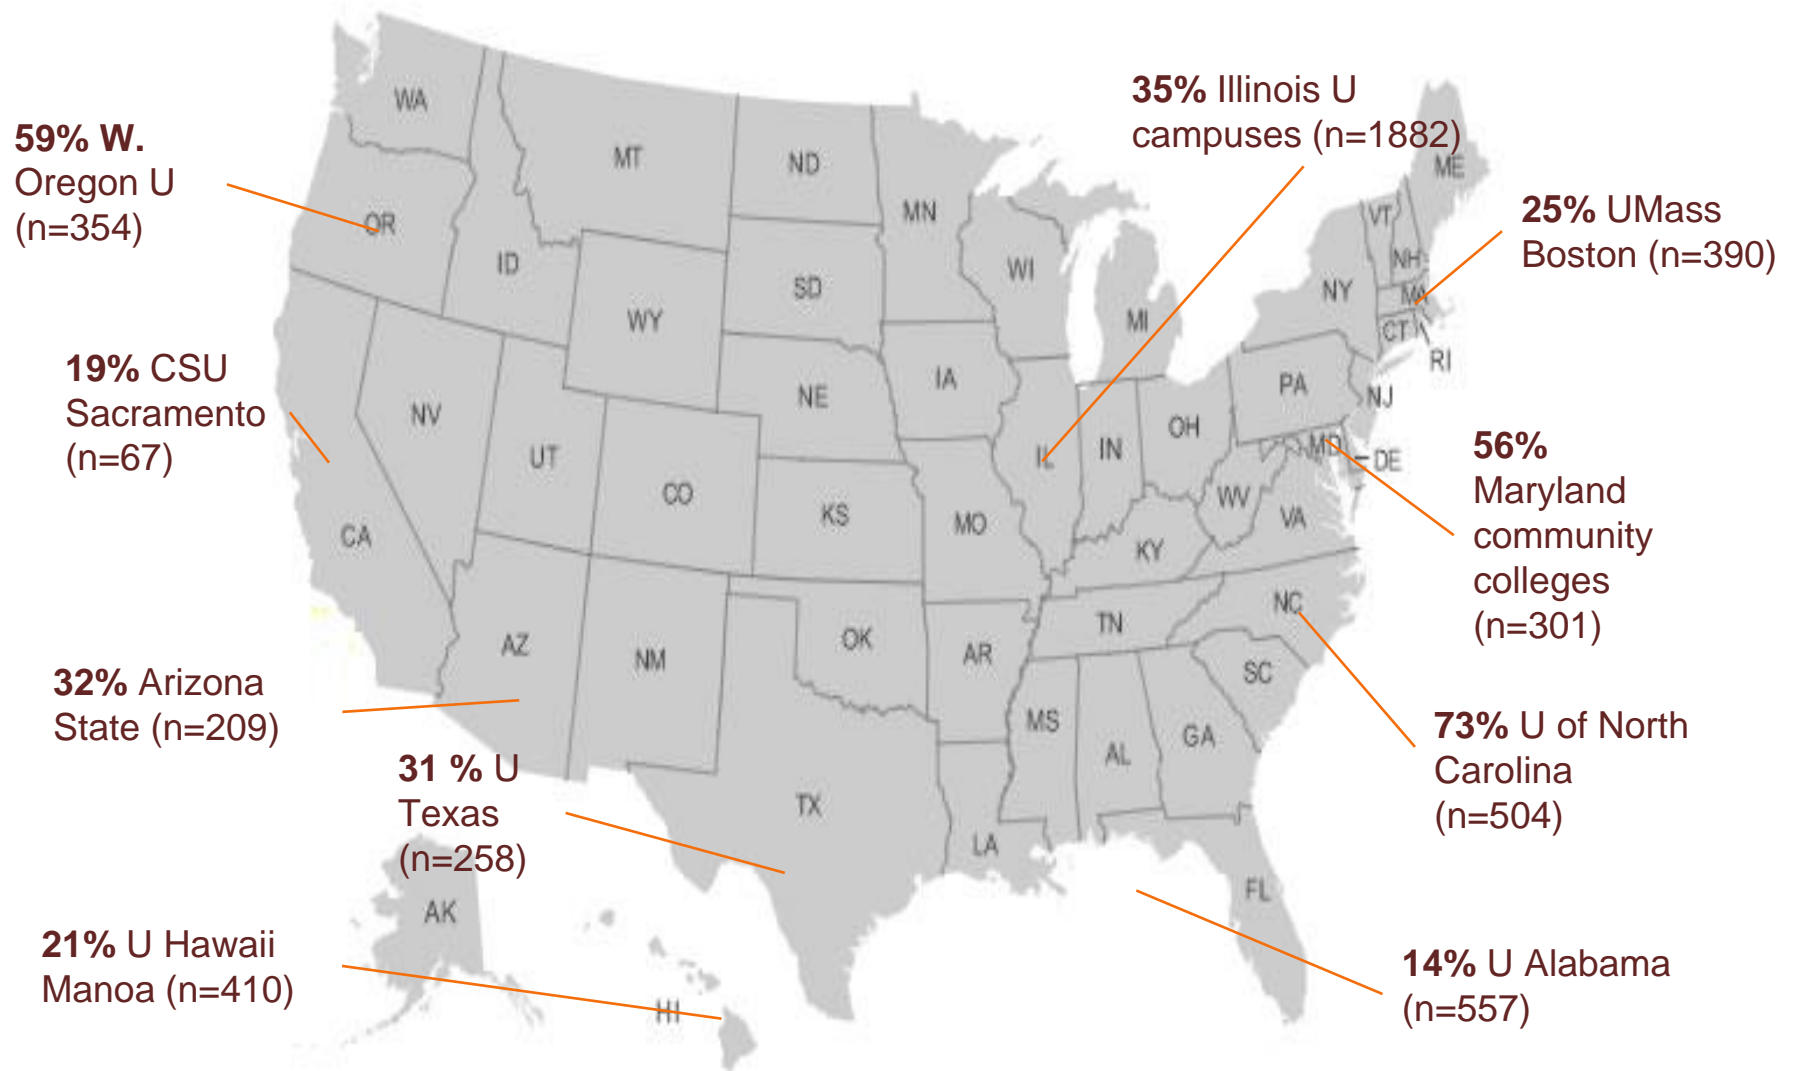 35% Illinois U
campuses (n=1882)
59% W.
Oregon U
(n=354)
25% UMass
Boston (n=390)
19% CSU
Sacramento
(n=67)
56%
Maryland
community
colleges
(n=301)
32% Arizona
State (n=209)
73% U of North
Carolina
(n=504)
31 % U
Texas
(n=258)
21% U Hawaii
Manoa (n=410)
14% U Alabama
(n=557)
WA
MT
ND
MN
ME
VT
NH
OR
ID
SD
WI
NY
MA
WY
MI
CT
RI
IA
PA
NJ
NE
NV
OH
UT
IL
IN
MD
DE
CO
KS
MO
WV
VA
CA
KY
NC
TN
AZ
NM
OK
AR
SC
MS
AL
GA
TX
LA
FL
AK
HI